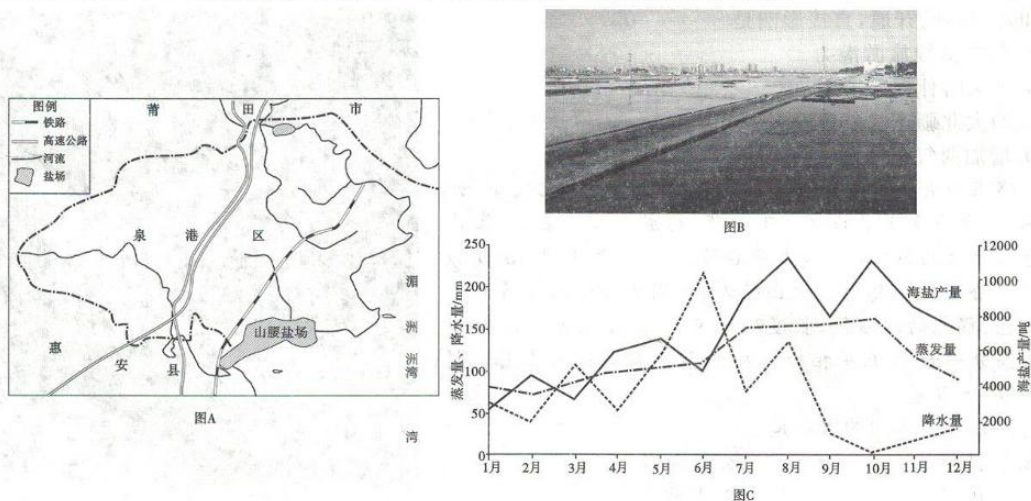 图例
铁路
高速公路
河流
盐场
莆 田 市
泉 港 区
惠 安 县
山腰盐场
湄 洲 湾
湾
图A
图B
蒸发量、降水量/mm
250
200
150
100
50
0
海盐产量/吨
12000
10000
8000
6000
4000
2000
海盐产量
蒸发量
降水量
1月 2月 3月 4月 5月 6月 7月 8月 9月 10月 11月 12月
图C